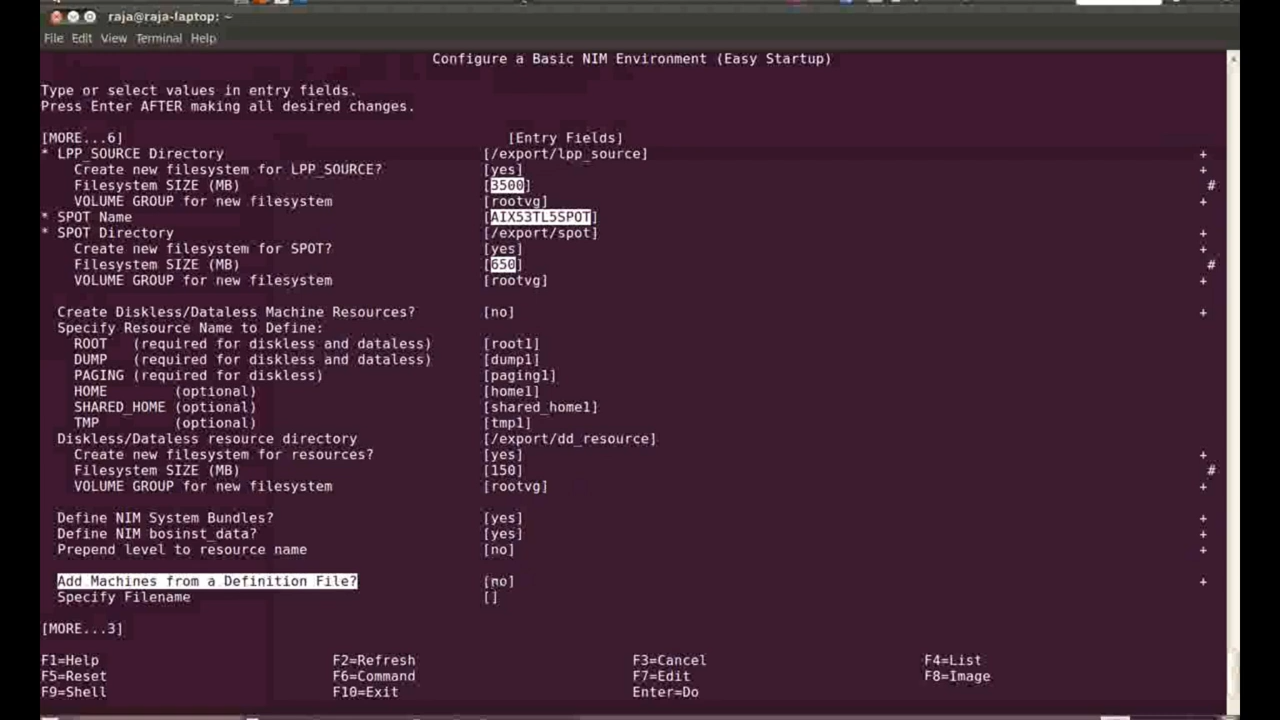 raja@raja-laptop: ~
File Edit View Terminal Help
Configure a Basic NIM Environment (Easy Startup)
Type or select values in entry fields.
Press Enter AFTER making all desired changes.
[MORE...6] [Entry Fields]
* LPP_SOURCE Directory [/export/lpp_source] +
Create new filesystem for LPP_SOURCE? [yes] +
Filesystem SIZE (MB) [3500] #
VOLUME GROUP for new filesystem [rootvg] +
* SPOT Name [AIX53TL5SPOT]
* SPOT Directory [/export/spot] +
Create new filesystem for SPOT? [yes] +
Filesystem SIZE (MB) [650] #
VOLUME GROUP for new filesystem [rootvg] +
Create Diskless/Dataless Machine Resources? [no] +
Specify Resource Name to Define:
ROOT (required for diskless and dataless) [root1]
DUMP (required for diskless and dataless) [dump1]
PAGING (required for diskless) [paging1]
HOME (optional) [home1]
SHARED_HOME (optional) [shared_home1]
TMP (optional) [tmp1]
Diskless/Dataless resource directory [/export/dd_resource]
Create new filesystem for resources? [yes] +
Filesystem SIZE (MB) [150] #
VOLUME GROUP for new filesystem [rootvg] +
Define NIM System Bundles? [yes] +
Define NIM bosinst_data? [yes] +
Prepend level to resource name [no] +
Add Machines from a Definition File? [no] +
Specify Filename []
[MORE...3]
F1=Help F2=Refresh F3=Cancel F4=List
F5=Reset F6=Command F7=Edit F8=Image
F9=Shell F10=Exit Enter=Do